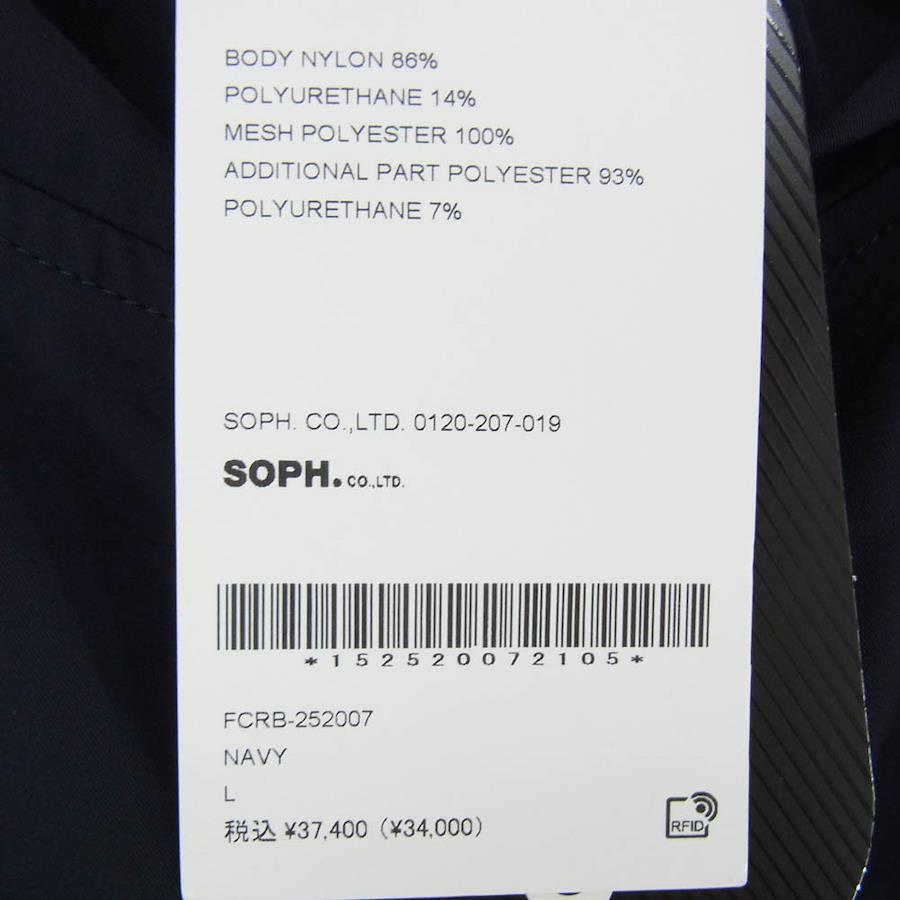 BODY NYLON 86%
POLYURETHANE 14%
MESH POLYESTER 100%
ADDITIONAL PART POLYESTER 93%
POLYURETHANE 7%
SOPH. CO.,LTD. 0120-207-019
SOPH. CO.,LTD.
*152520072105*
FCRB-252007
NAVY
L
税込 ¥37,400 (¥34,000)
RFID